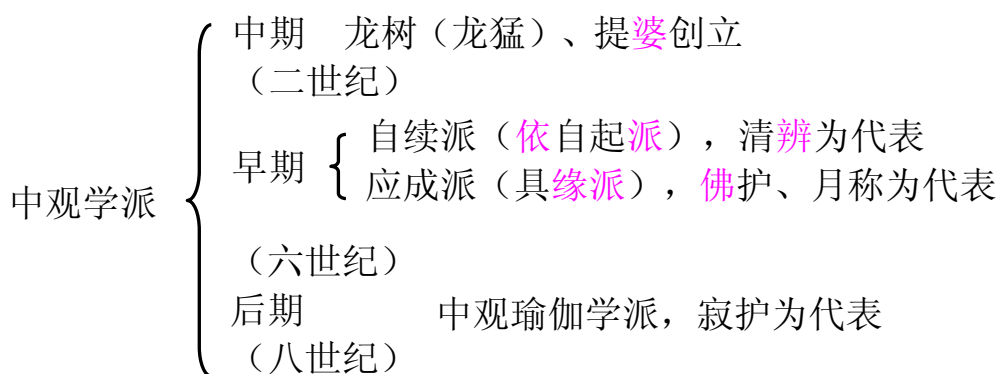 中期 龙树（龙猛）、提婆创立
（二世纪）
自续派（依自起派），清辨为代表
早期
应成派（具缘派），佛护、月称为代表
中观学派
（六世纪）
后期 中观瑜伽学派，寂护为代表
（八世纪）